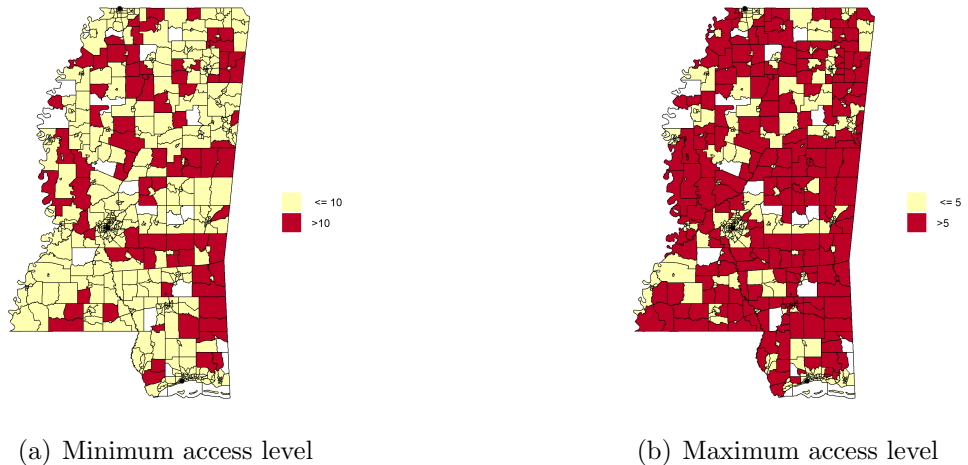 <= 10
>10
<= 5
>5
(a) Minimum access level
(b) Maximum access level